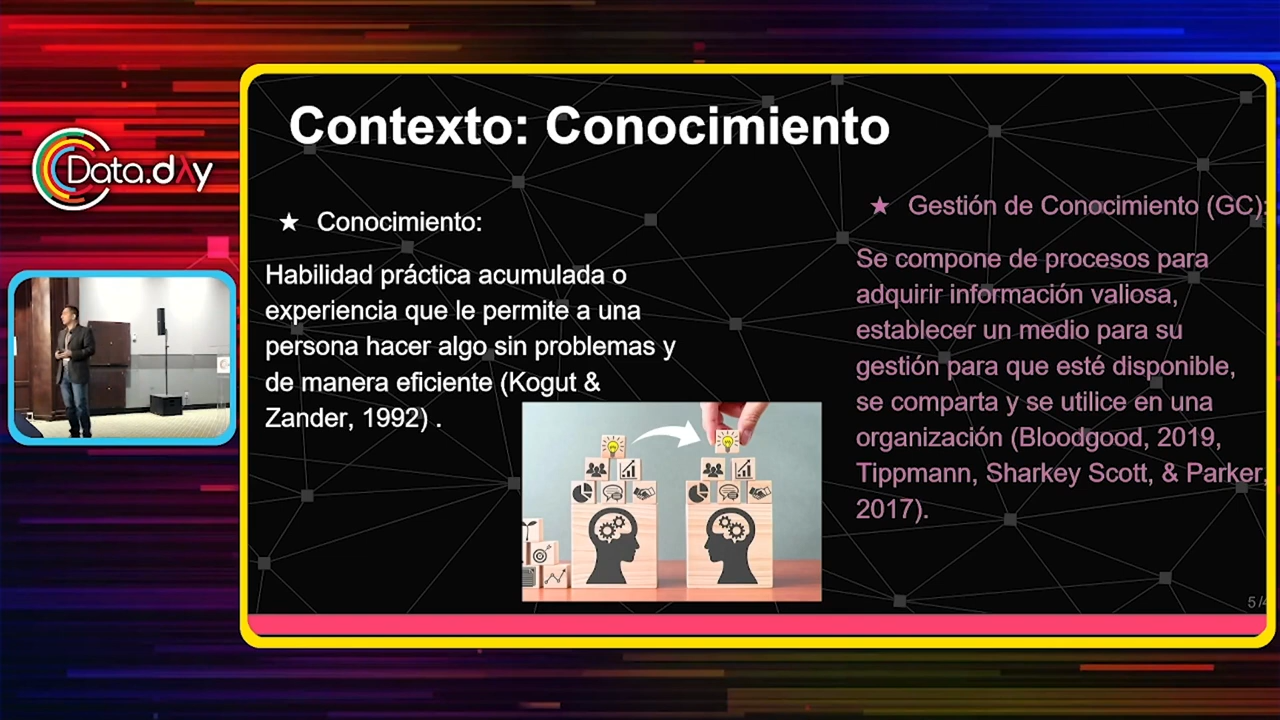 Contexto: Conocimiento
Data.dAy
★ Conocimiento:
Habilidad práctica acumulada o
experiencia que le permite a una
persona hacer algo sin problemas y
de manera eficiente (Kogut &
Zander, 1992) .
★ Gestión de Conocimiento (GC):
Se compone de procesos para
adquirir información valiosa,
establecer un medio para su
gestión para que esté disponible,
se comparta y se utilice en una
organización (Bloodgood, 2019,
Tippmann, Sharkey Scott, & Parker,
2017).